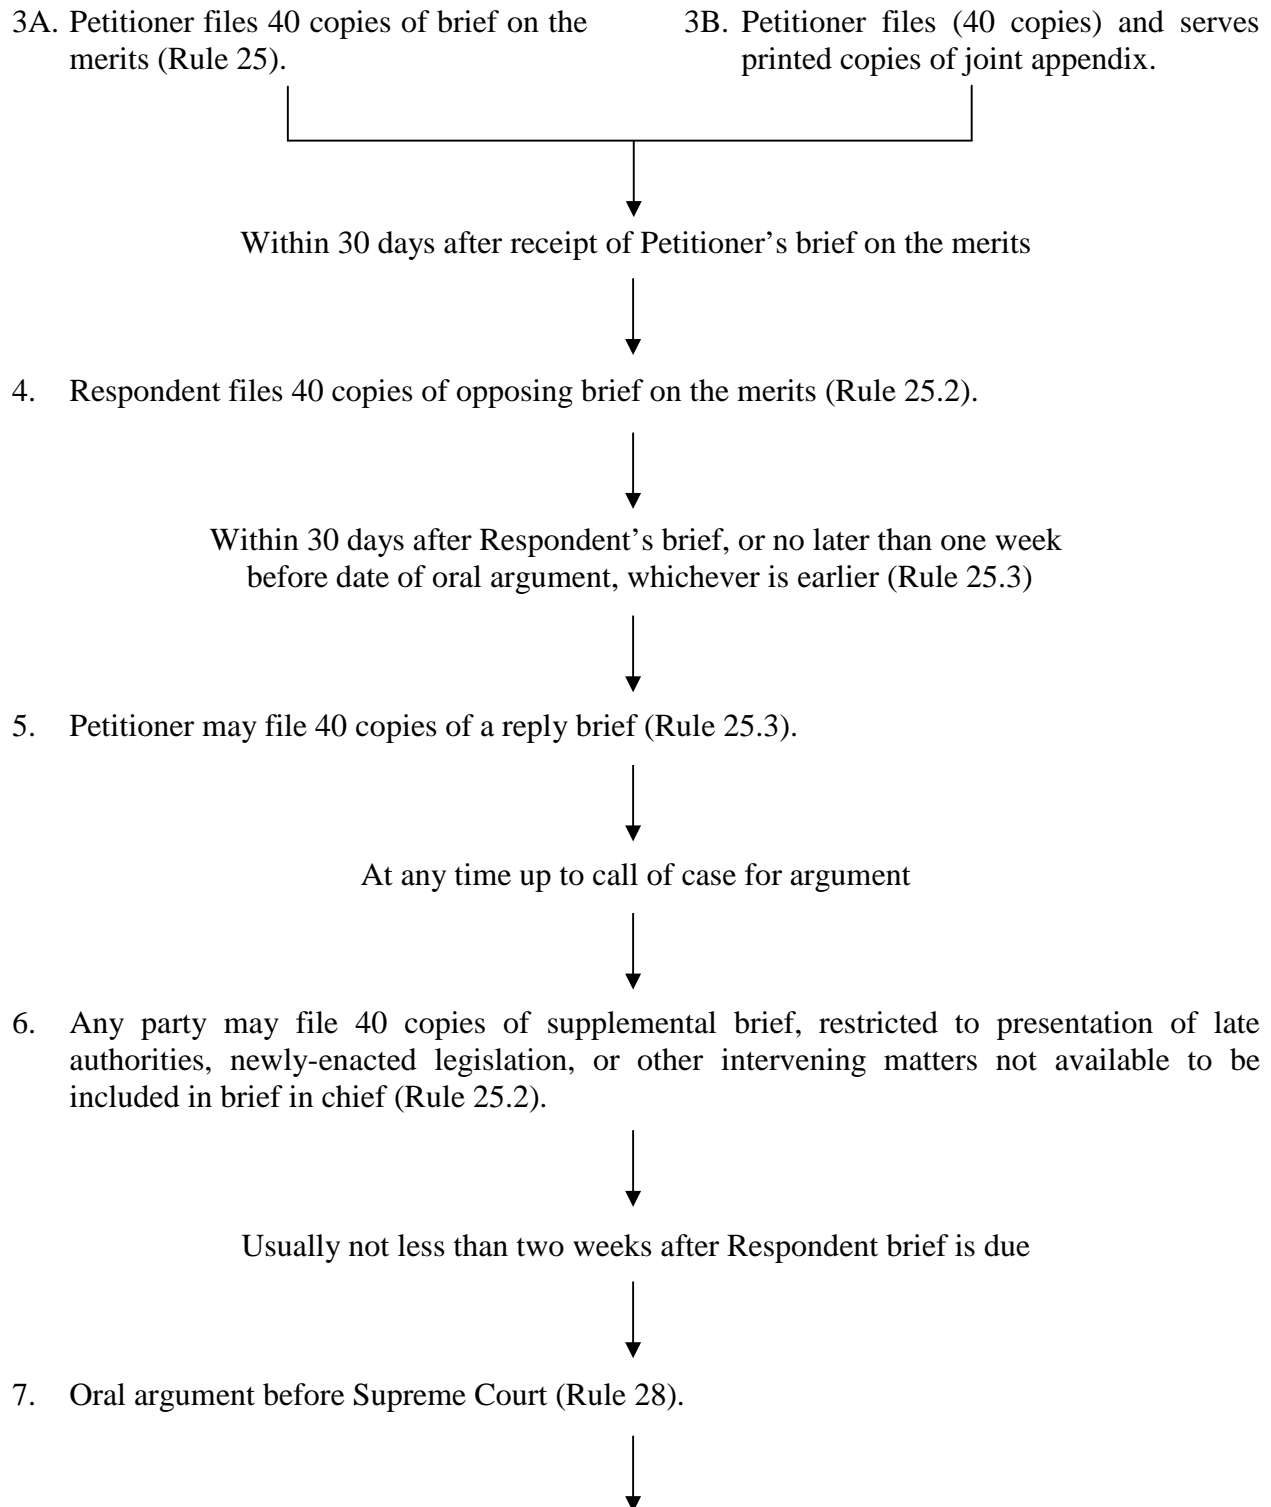 3A. Petitioner files 40 copies of brief on the
merits (Rule 25).
3B. Petitioner files (40 copies) and serves
printed copies of joint appendix.
Within 30 days after receipt of Petitioner’s brief on the merits
4. Respondent files 40 copies of opposing brief on the merits (Rule 25.2).
Within 30 days after Respondent’s brief, or no later than one week
before date of oral argument, whichever is earlier (Rule 25.3)
5. Petitioner may file 40 copies of a reply brief (Rule 25.3).
At any time up to call of case for argument
6. Any party may file 40 copies of supplemental brief, restricted to presentation of late
authorities, newly-enacted legislation, or other intervening matters not available to be
included in brief in chief (Rule 25.2).
Usually not less than two weeks after Respondent brief is due
7. Oral argument before Supreme Court (Rule 28).